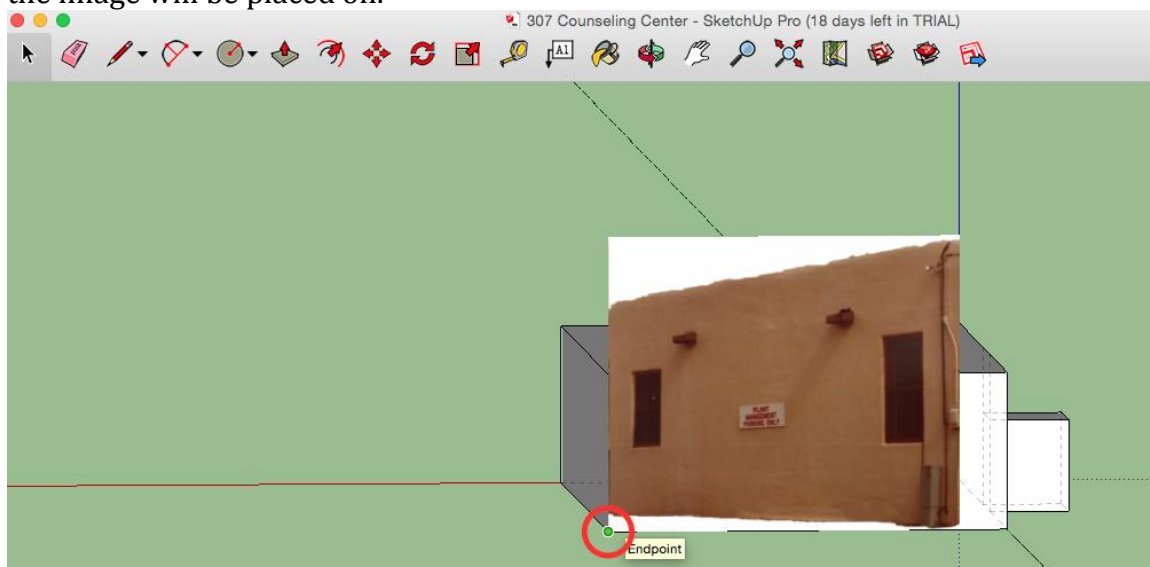 the image will be placed on.
307 Counseling Center - SketchUp Pro (18 days left in TRIAL)
A1
PLANT
MANAGEMENT
PARKING ONLY
Endpoint